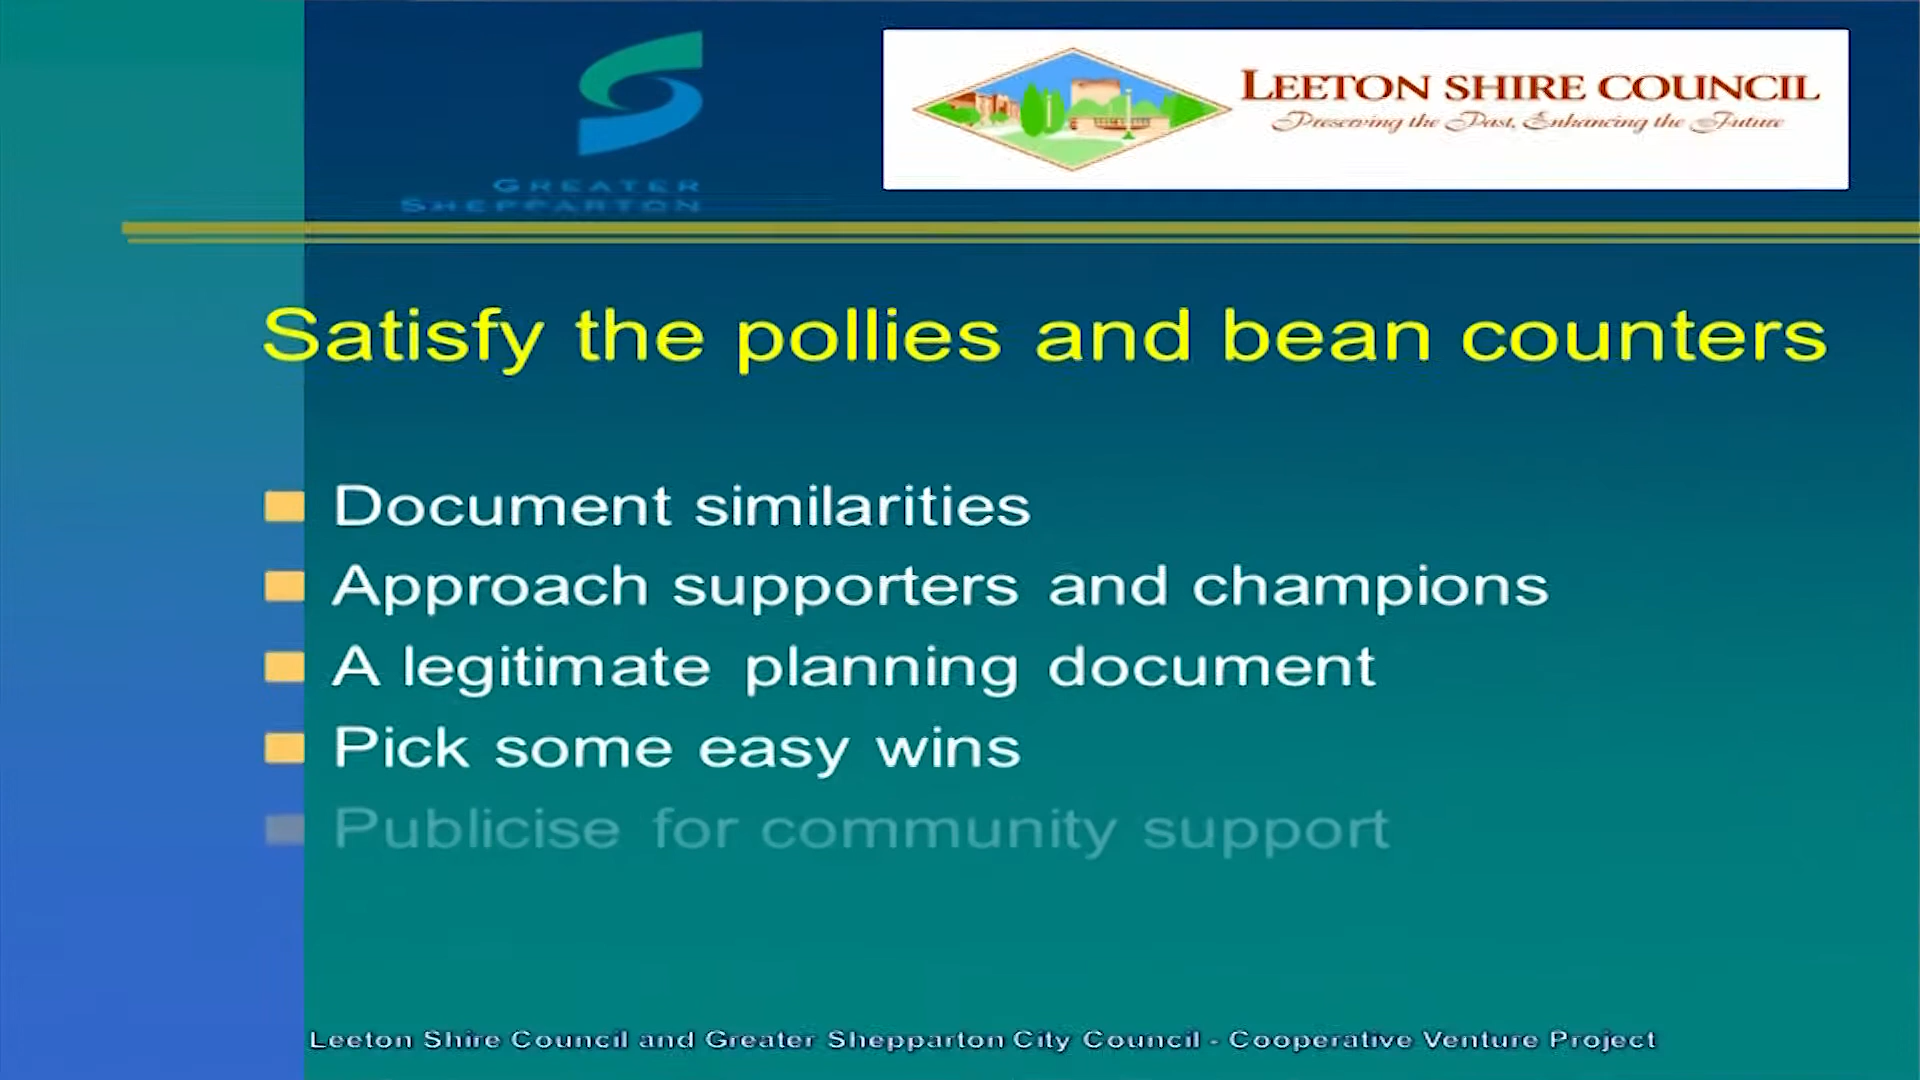 GREATER
SHEPPARTON
LEETON SHIRE COUNCIL
Preserving the Past, Enhancing the Future
Satisfy the pollies and bean counters
Document similarities
Approach supporters and champions
A legitimate planning document
Pick some easy wins
Publicise for community support
Leeton Shire Council and Greater Shepparton City Council - Cooperative Venture Project